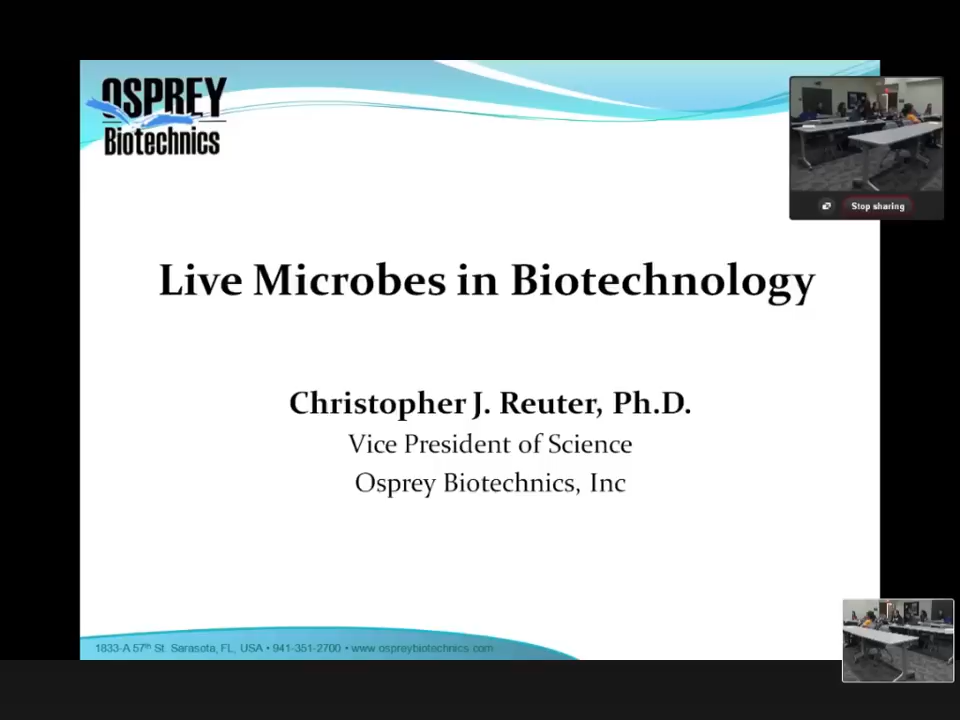 OSPREY
Biotechnics
Stop sharing
Live Microbes in Biotechnology
Christopher J. Reuter, Ph.D.
Vice President of Science
Osprey Biotechnics, Inc
1833-A 57th St. Sarasota, FL, USA • 941-351-2700 • www.ospreybiotechnics.com